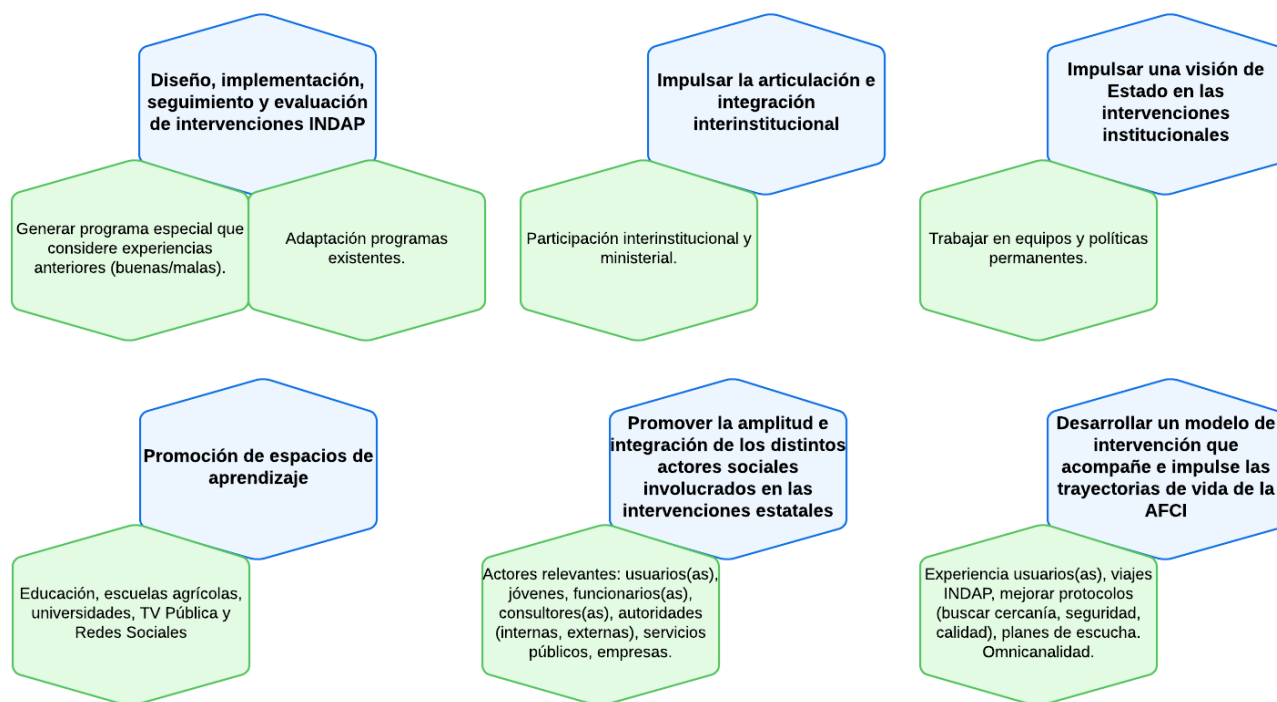 Diseño, implementación,
seguimiento y evaluación
de intervenciones INDAP
Generar programa especial que
considere experiencias
anteriores (buenas/malas).
Adaptación programas
existentes.
Impulsar la articulación e
integración
interinstitucional
Participación interinstitucional y
ministerial.
Impulsar una visión de
Estado en las
intervenciones
institucionales
Trabajar en equipos y políticas
permanentes.
Promoción de espacios de
aprendizaje
Educación, escuelas agrícolas,
universidades, TV Pública y
Redes Sociales
Promover la amplitud e
integración de los distintos
actores sociales
involucrados en las
intervenciones estatales
Actores relevantes: usuarios(as),
jóvenes, funcionarios(as),
consultores(as), autoridades
(internas, externas), servicios
públicos, empresas.
Desarrollar un modelo de
intervención que
acompañe e impulse las
trayectorias de vida de la
AFCI
Experiencia usuarios(as), viajes
INDAP, mejorar protocolos
(buscar cercanía, seguridad,
calidad), planes de escucha.
Omnicanalidad.